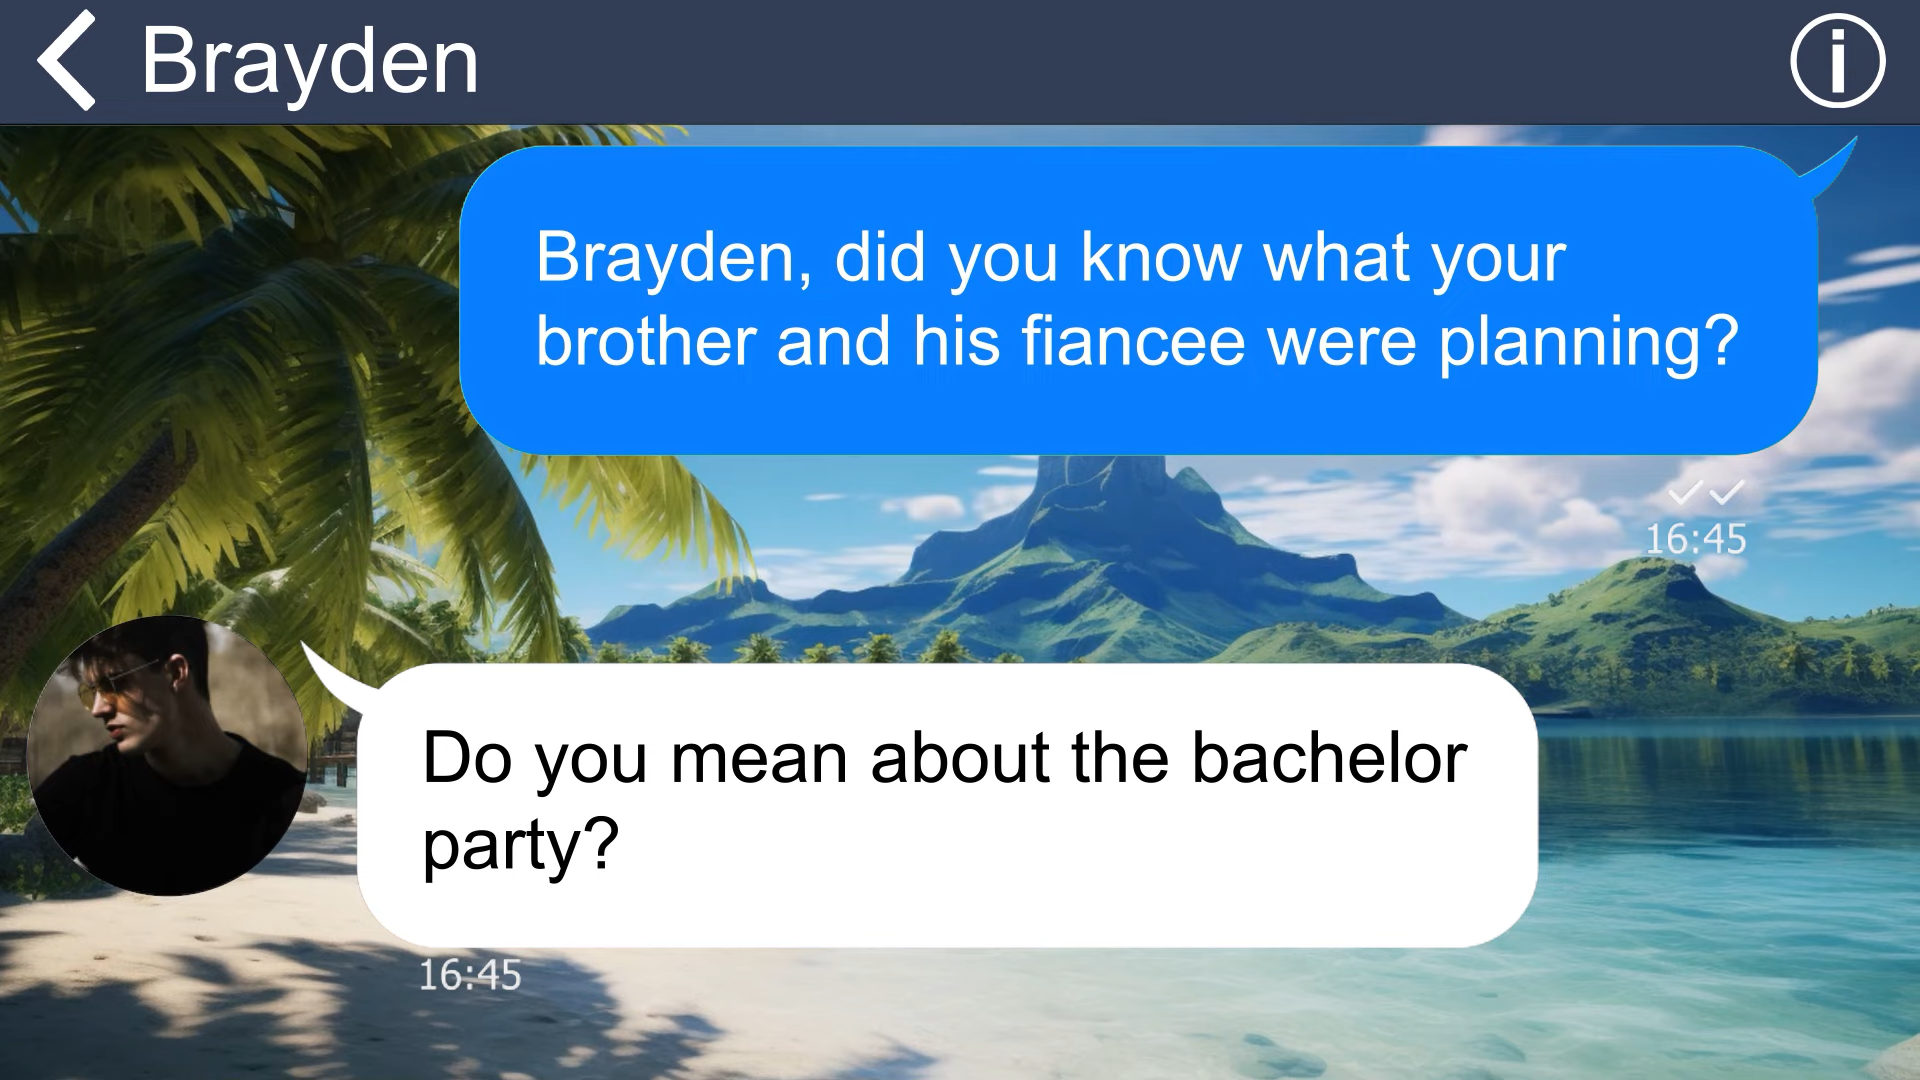 Brayden
Brayden, did you know what your
brother and his fiancee were planning?
16:45
Do you mean about the bachelor
party?
16:45